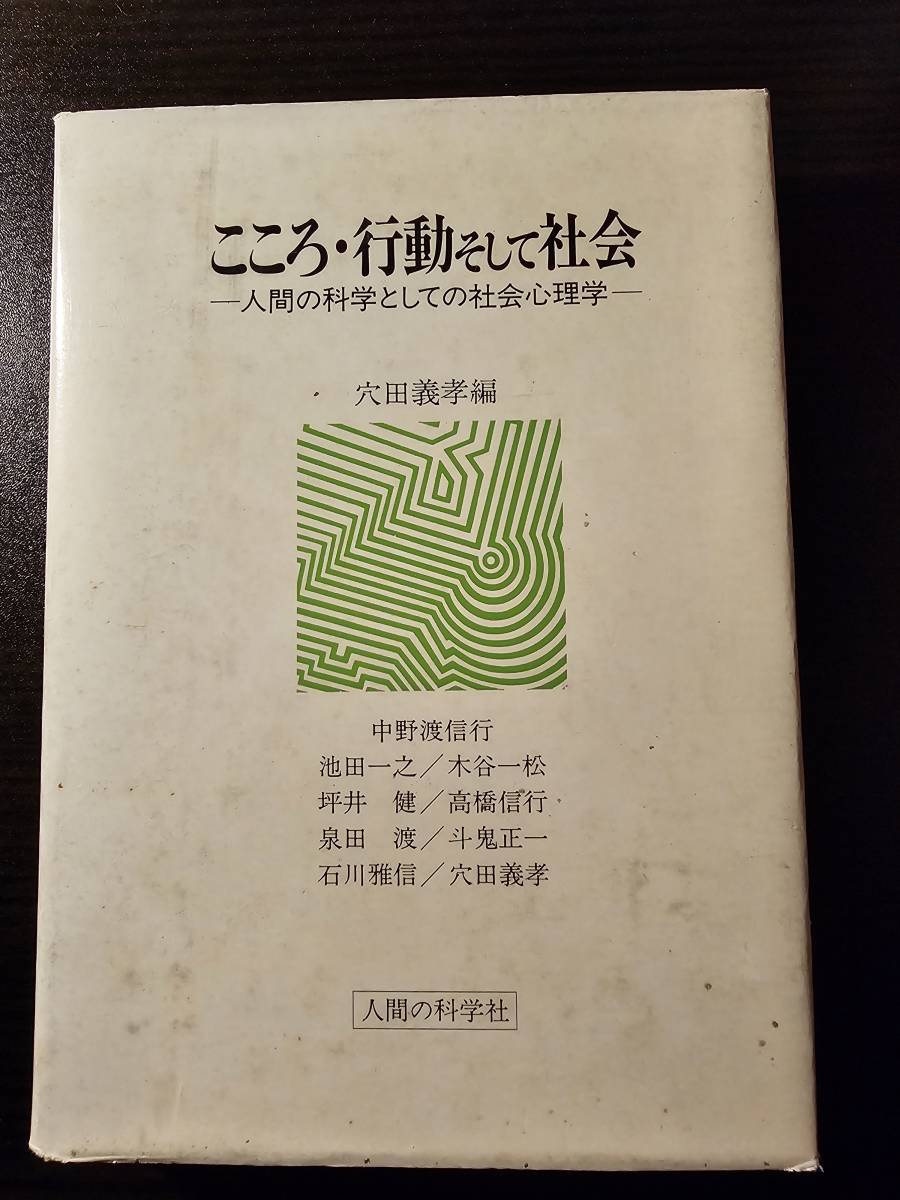 こころ・行動そして社会
—人間の科学としての社会心理学—
穴田義孝編
中野渡信行
池田一之／木谷一松
坪井　健／高橋信行
泉田　渡／斗鬼正一
石川雅信／穴田義孝
人間の科学社